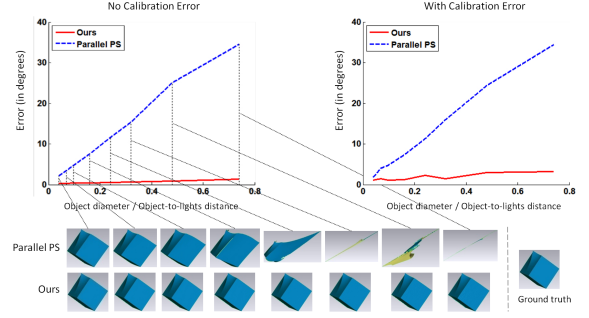 No Calibration Error
With Calibration Error
40
30
20
10
0
Error (in degrees)
Ours
Parallel PS
0
0.2
0.4
0.6
0.8
Object diameter / Object-to-lights distance
40
30
20
10
0
Error (in degrees)
Ours
Parallel PS
0
0.2
0.4
0.6
0.8
Object diameter / Object-to-lights distance
Parallel PS
Ours
Ground truth